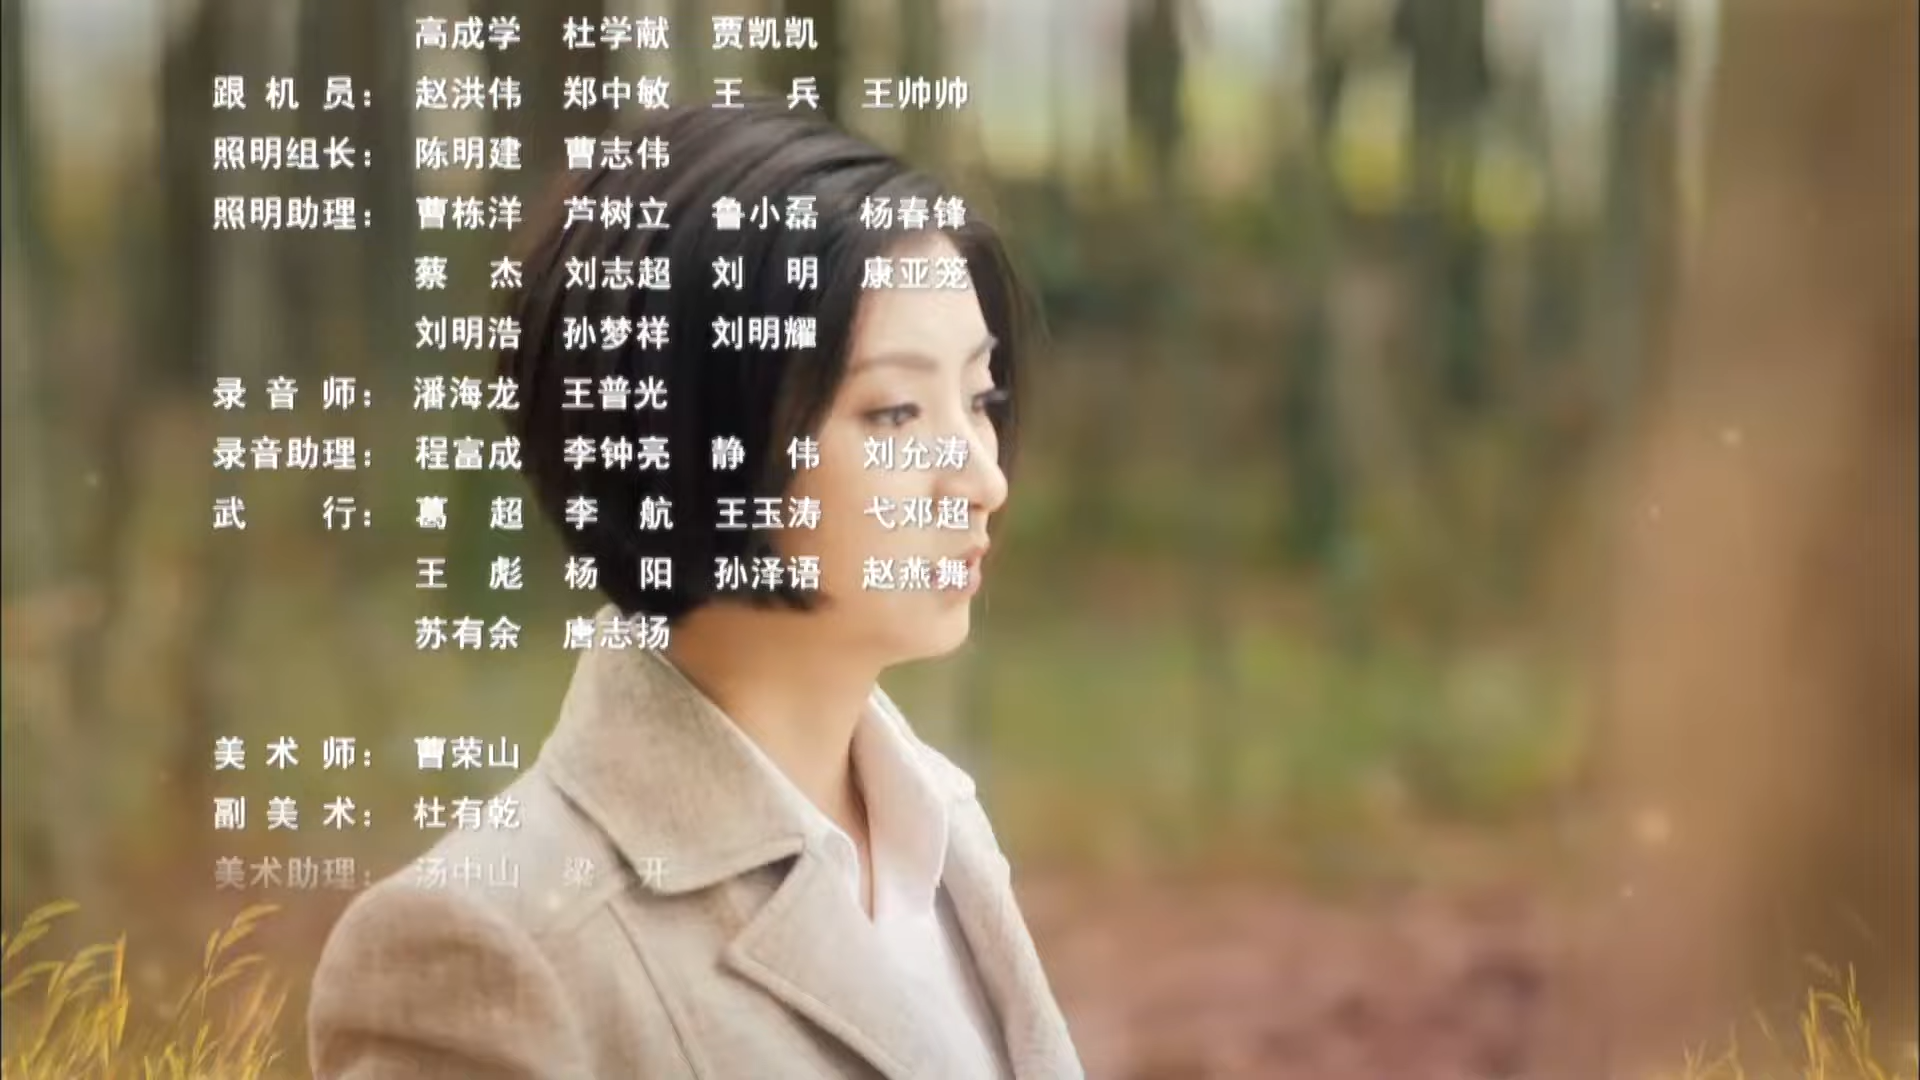 高成学 杜学献 贾凯凯
跟机员：赵洪伟 郑中敏 王兵 王帅帅
照明组长：陈明建 曹志伟
照明助理：曹栋洋 芦树立 鲁小磊 杨春锋
蔡杰 刘志超 刘明 康亚笼
刘明浩 孙梦祥 刘明耀
录音师：潘海龙 王普光
录音助理：程富成 李钟亮 静伟 刘允涛
武行：葛超 李航 王玉涛 弋邓超
王彪 杨阳 孙泽语 赵燕舞
苏有余 唐志扬
美术师：曹荣山
副美术：杜有乾
美术助理：汤中山 梁开